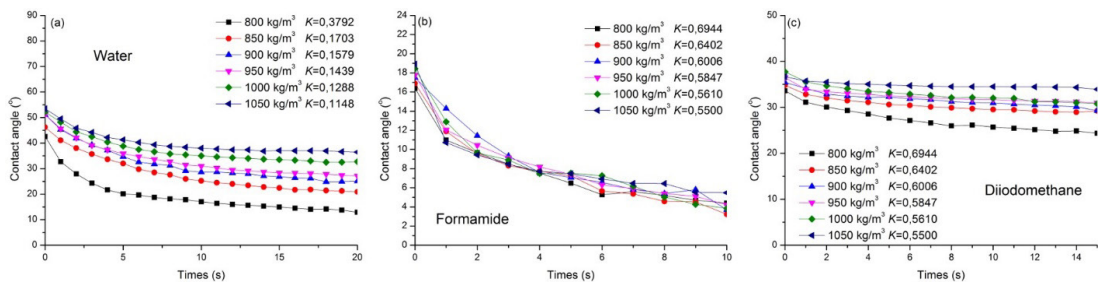 (a)
Water
800 kg/m³ K=0,3792
850 kg/m³ K=0,1703
900 kg/m³ K=0,1579
950 kg/m³ K=0,1439
1000 kg/m³ K=0,1288
1050 kg/m³ K=0,1148
Contact angle (⁰)
90
80
70
60
50
40
30
20
10
0
0 5 10 15 20
Times (s)
(b)
800 kg/m³ K=0,6944
850 kg/m³ K=0,6402
900 kg/m³ K=0,6006
950 kg/m³ K=0,5847
1000 kg/m³ K=0,5610
1050 kg/m³ K=0,5500
Formamide
Contact angle (⁰)
24
22
20
18
16
14
12
10
8
6
4
2
0
0 2 4 6 8 10
Times (s)
(c)
800 kg/m³ K=0,6944
850 kg/m³ K=0,6402
900 kg/m³ K=0,6006
950 kg/m³ K=0,5847
1000 kg/m³ K=0,5610
1050 kg/m³ K=0,5500
Diiodomethane
Contact angle (⁰)
50
40
30
20
10
0
0 5 10 15
Times (s)